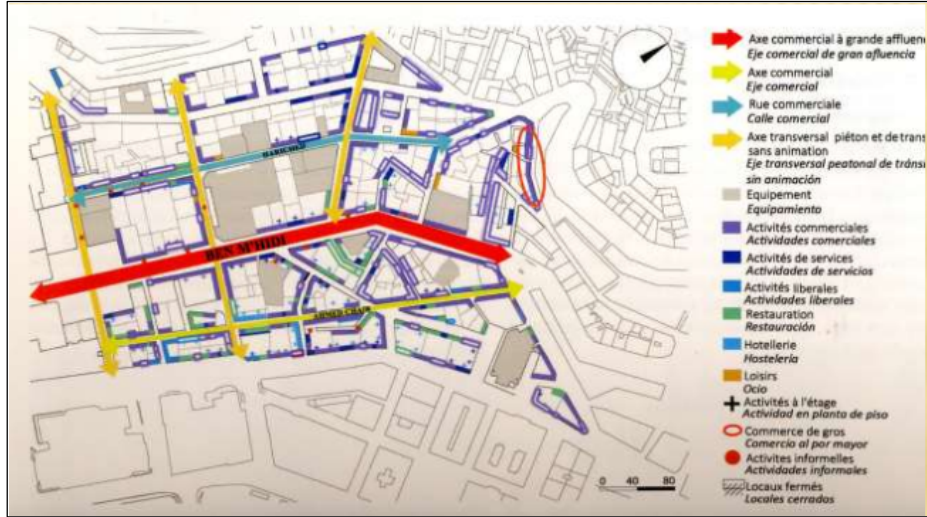 HARICHED
BEN M'HIDI
0 40 80
Axe commercial à grande affluen
Eje comercial de gran afluencia
Axe commercial
Eje comercial
Rue commerciale
Calle comercial
Axe transversal piéton et de trans
sans animation
Eje transversal peatonal de tráns
sin animación
Equipement
Equipamiento
Activités commerciales
Actividades comerciales
Activités de services
Actividades de servicios
Activités liberales
Actividades liberales
Restauration
Restauración
Hotellerie
Hostelería
Loisirs
Ocio
Activités à l'étage
Actividad en planta de piso
Commerce de gros
Comercio al por mayor
Activites informelles
Actividades informales
Locaux fermés
Locales cerrados